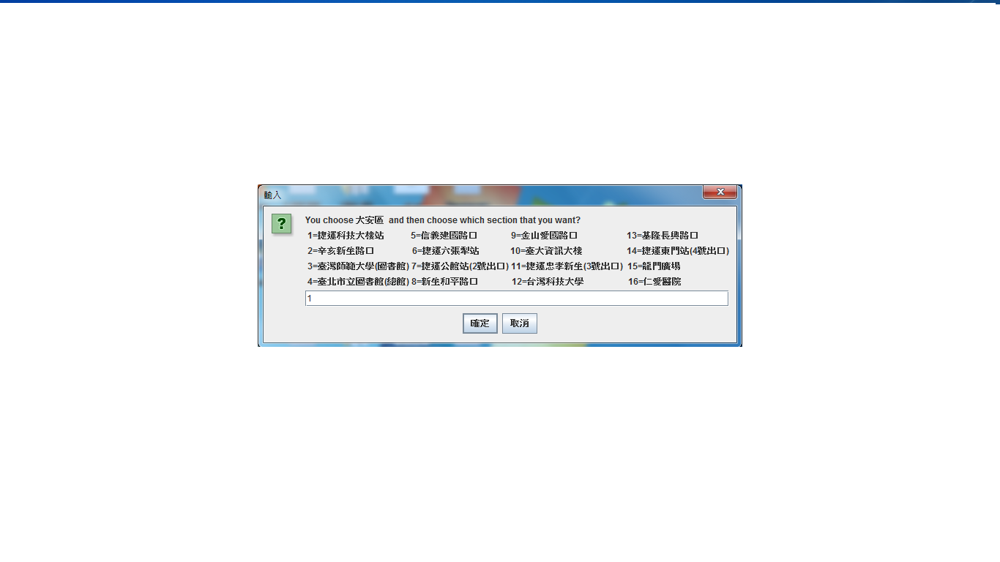 輸入
You choose 大安區 and then choose which section that you want?
1=捷運科技大樓站 5=信義建國路口 9=金山愛國路口 13=基隆長興路口
2=辛亥新生路口 6=捷運六張犁站 10=臺大資訊大樓 14=捷運東門站(4號出口)
3=臺灣師範大學(圖書館) 7=捷運公館站(2號出口) 11=捷運忠孝新生(3號出口) 15=龍門廣場
4=臺北市立圖書館(總館) 8=新生和平路口 12=台灣科技大學 16=仁愛醫院
1
確定 取消